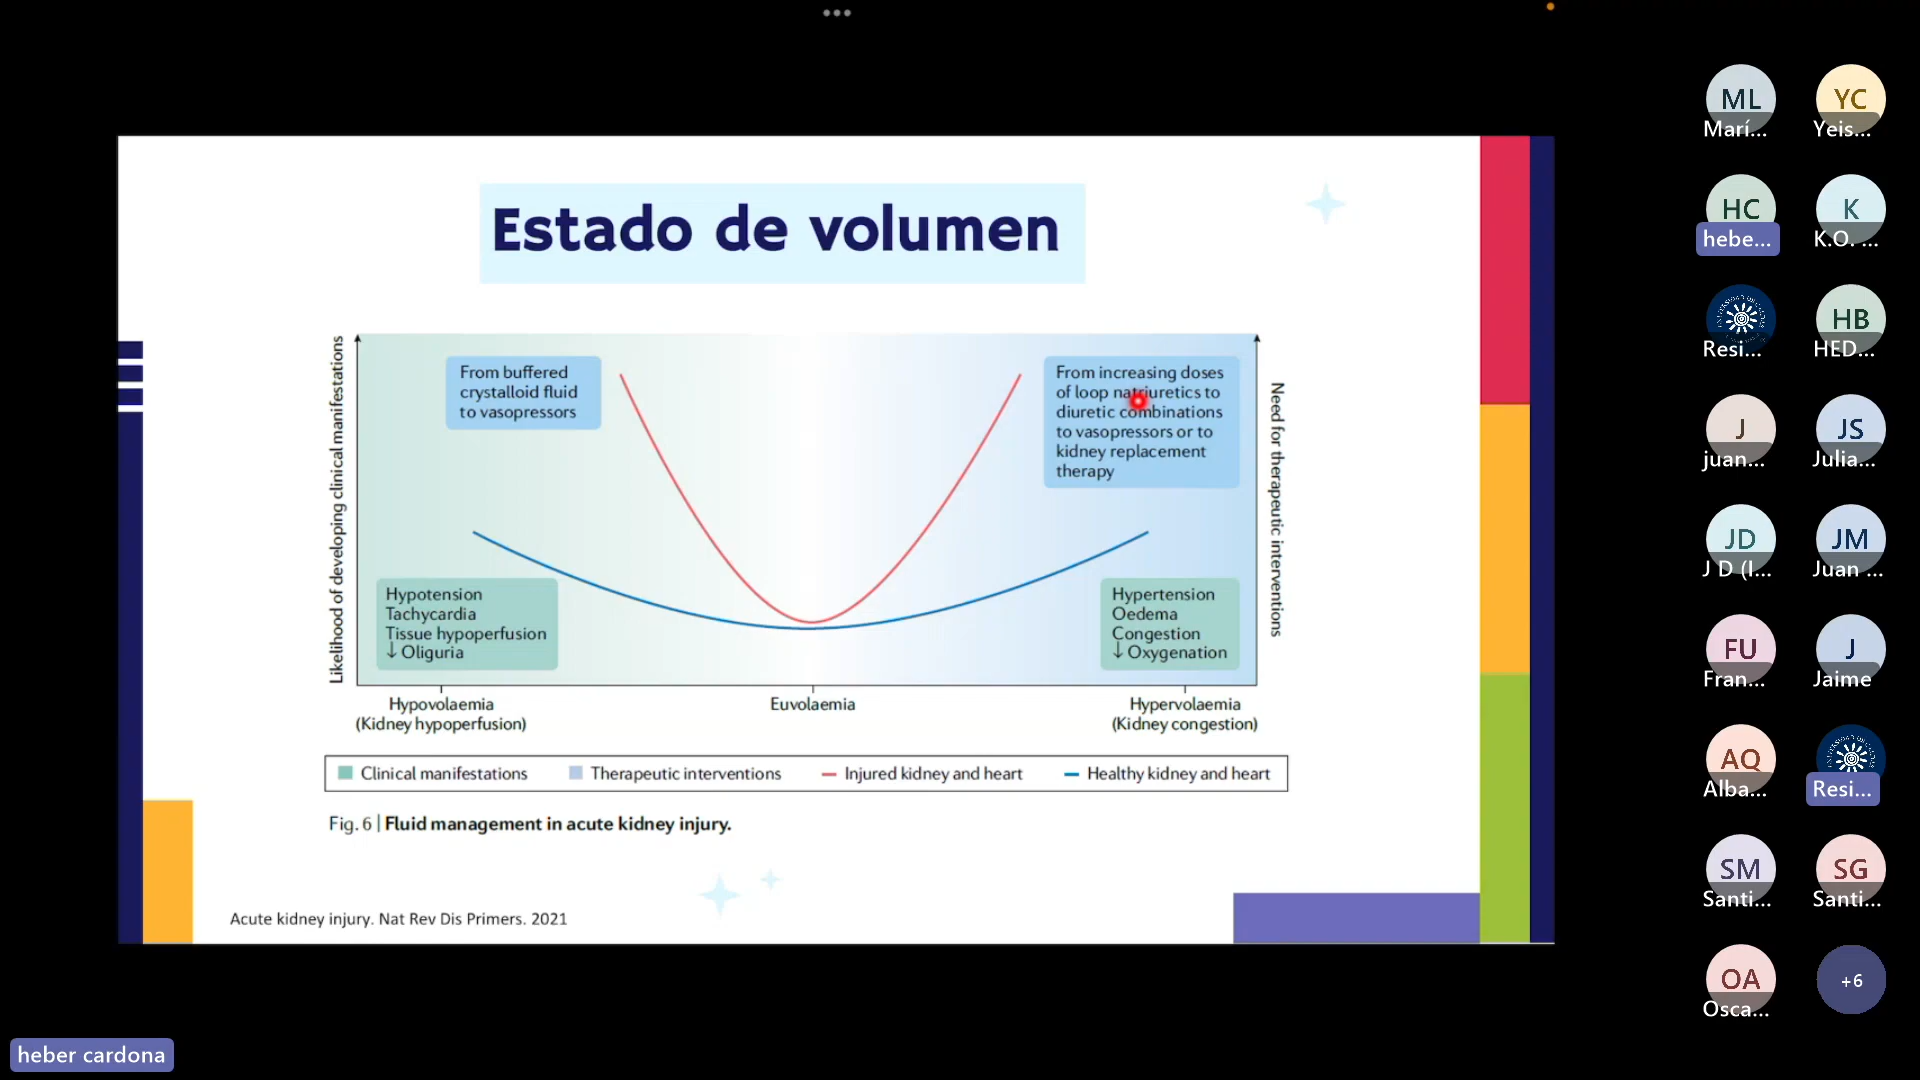 Estado de volumen
Likelihood of developing clinical manifestations
From buffered
crystalloid fluid
to vasopressors
From increasing doses
of loop natriuretics to
diuretic combinations
to vasopressors or to
kidney replacement
therapy
Need for therapeutic interventions
Hypotension
Tachycardia
Tissue hypoperfusion
↓ Oliguria
Hypertension
Oedema
Congestion
↓ Oxygenation
Hypovolaemia
(Kidney hypoperfusion)
Euvolaemia
Hypervolaemia
(Kidney congestion)
Clinical manifestations
Therapeutic interventions
Injured kidney and heart
Healthy kidney and heart
Fig. 6 | Fluid management in acute kidney injury.
Acute kidney injury. Nat Rev Dis Primers. 2021
ML
Marí...
YC
Yeis...
HC
hebe...
K
K.O. ...
Resi...
HB
HED...
J
juan...
JS
Julia...
JD
J D (I...
JM
Juan ...
FU
Fran...
J
Jaime
AQ
Alba...
Resi...
SM
Santi...
SG
Santi...
OA
Osca...
+6
heber cardona